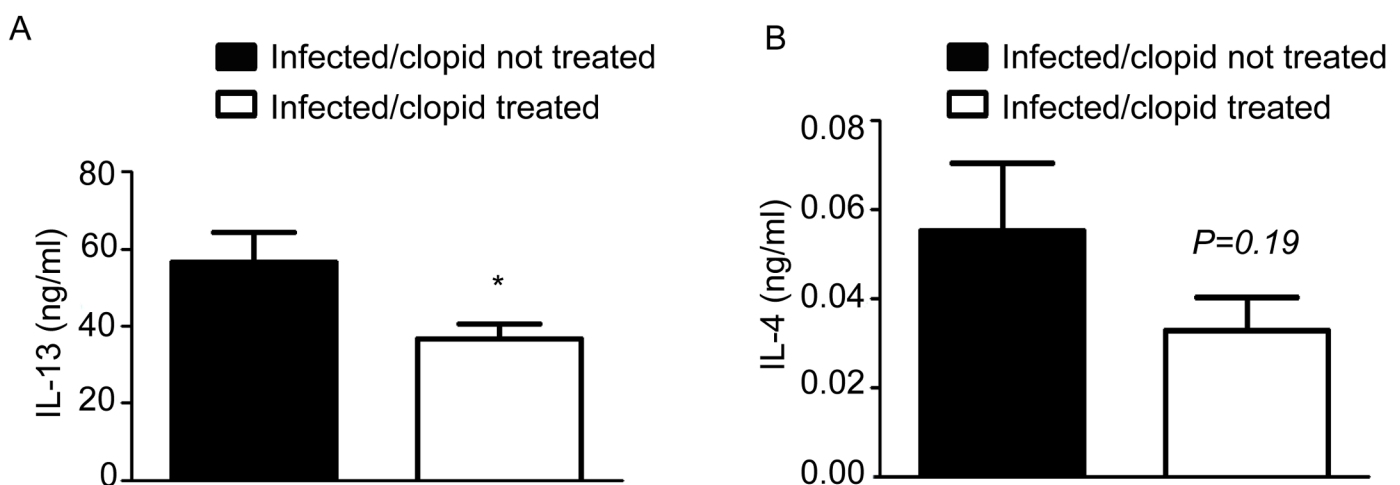 A
Infected/clopid not treated
Infected/clopid treated
IL-13 (ng/ml)
80
60
40
20
0
*
B
Infected/clopid not treated
Infected/clopid treated
IL-4 (ng/ml)
0.08
0.06
0.04
0.02
0.00
P=0.19